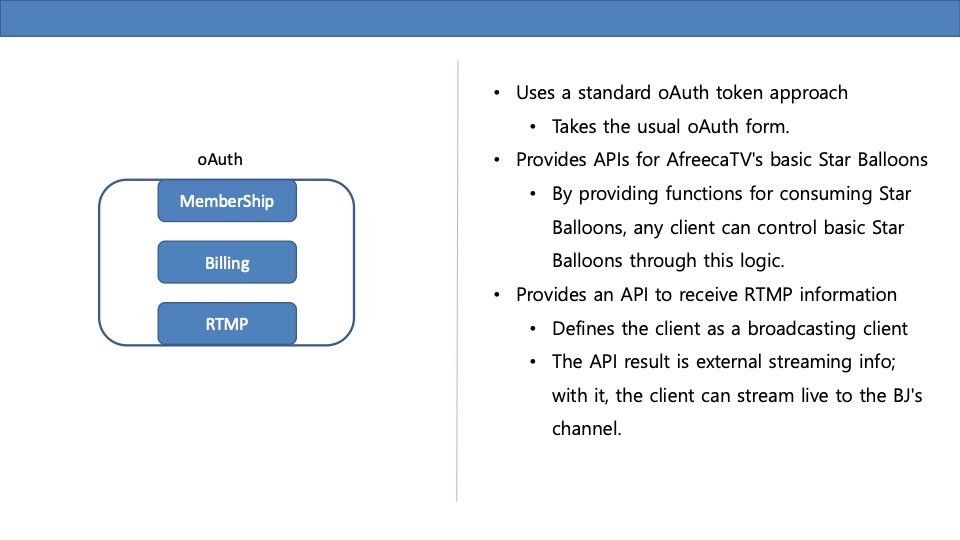 oAuth
MemberShip
Billing
RTMP
• Uses a standard oAuth token approach
• Takes the usual oAuth form.
• Provides APIs for AfreecaTV's basic Star Balloons
• By providing functions for consuming Star
Balloons, any client can control basic Star
Balloons through this logic.
• Provides an API to receive RTMP information
• Defines the client as a broadcasting client
• The API result is external streaming info;
with it, the client can stream live to the BJ's
channel.